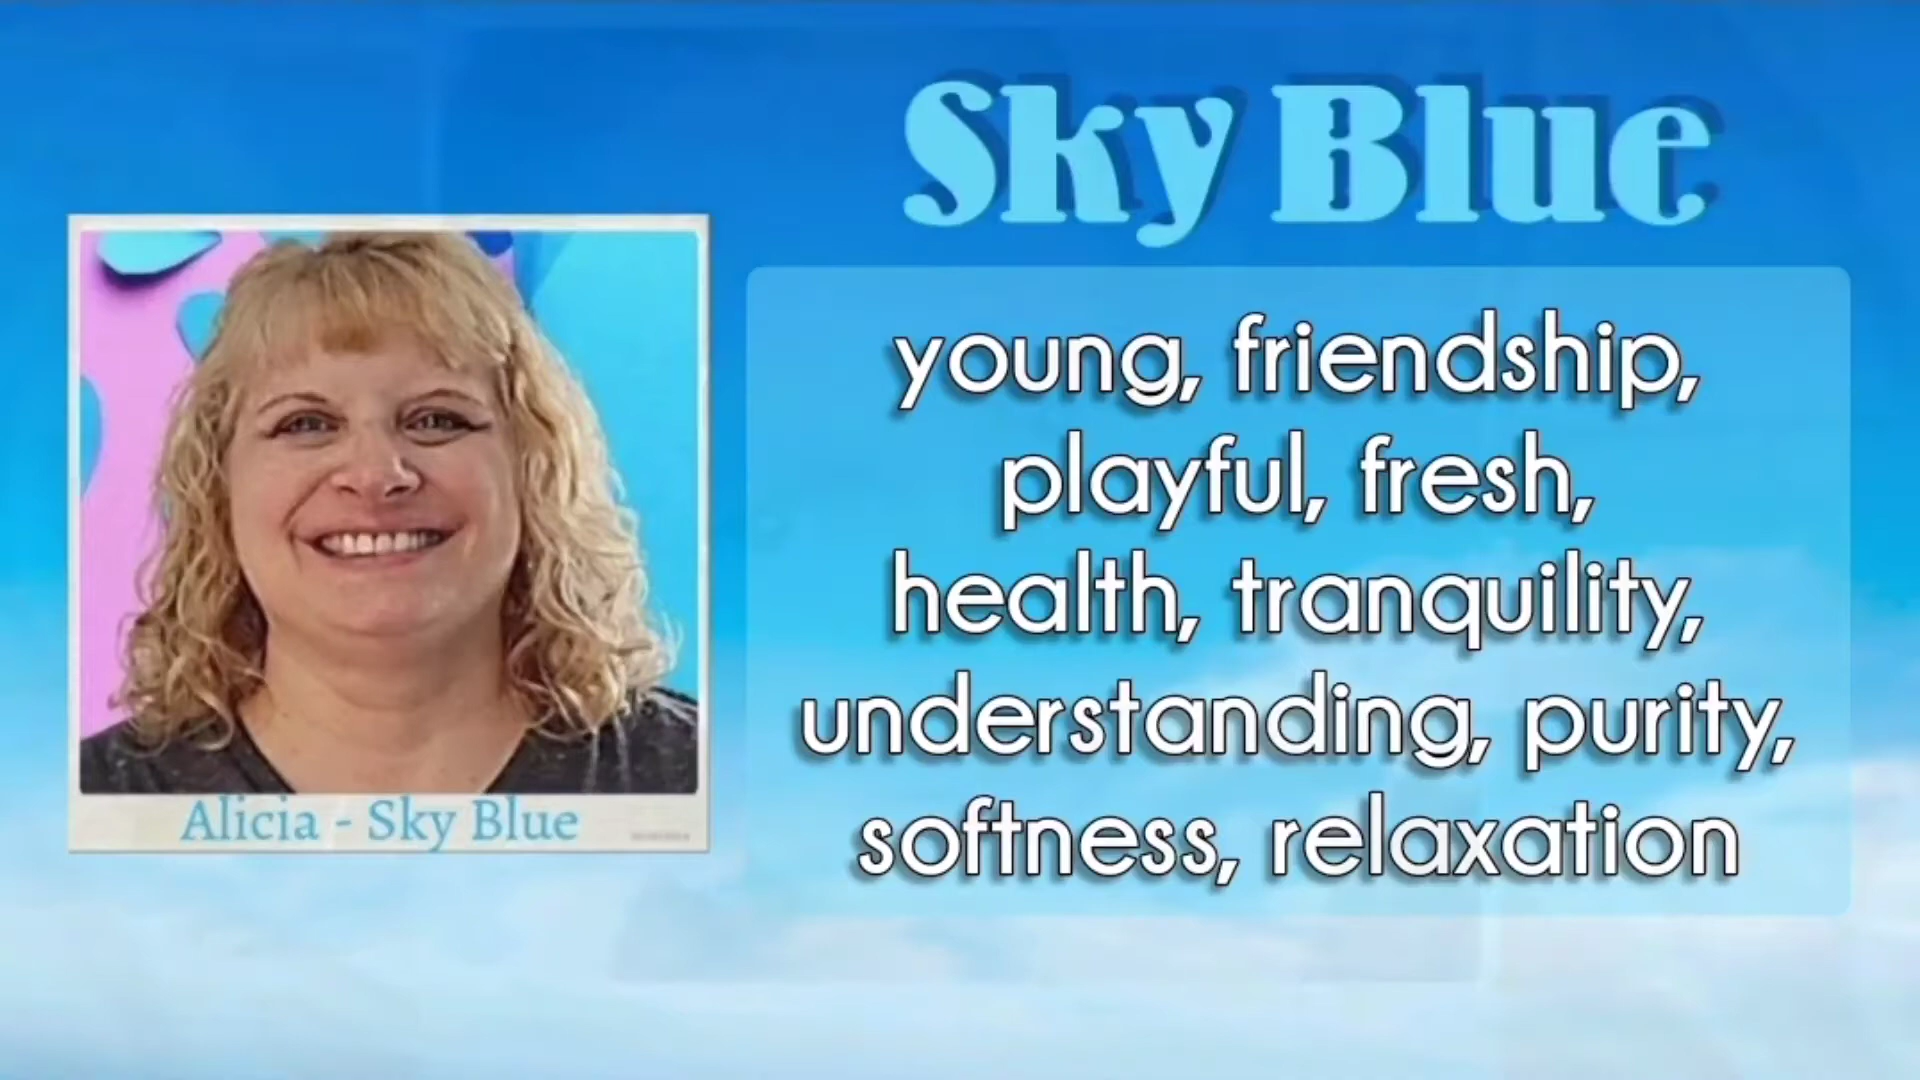 Sky Blue
young, friendship,
playful, fresh,
health, tranquility,
understanding, purity,
softness, relaxation
Alicia - Sky Blue